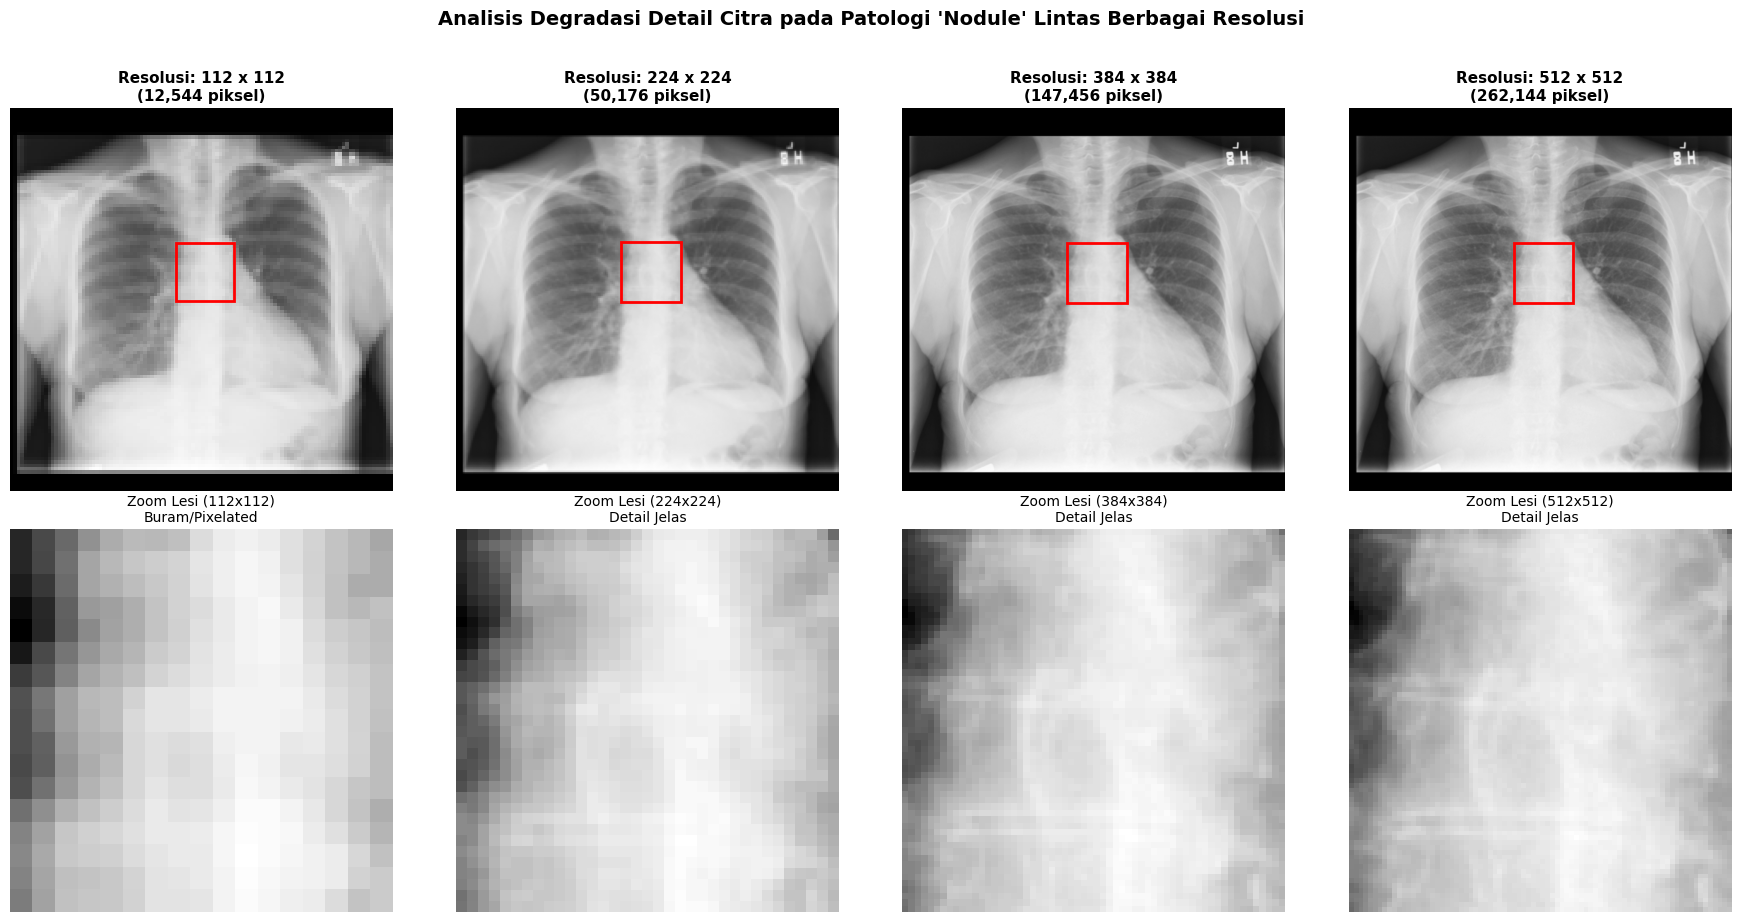 Analisis Degradasi Detail Citra pada Patologi 'Nodule' Lintas Berbagai Resolusi
Resolusi: 112 x 112
(12,544 piksel)
Resolusi: 224 x 224
(50,176 piksel)
Resolusi: 384 x 384
(147,456 piksel)
Resolusi: 512 x 512
(262,144 piksel)
Zoom Lesi (112x112)
Buram/Pixelated
Zoom Lesi (224x224)
Detail Jelas
Zoom Lesi (384x384)
Detail Jelas
Zoom Lesi (512x512)
Detail Jelas